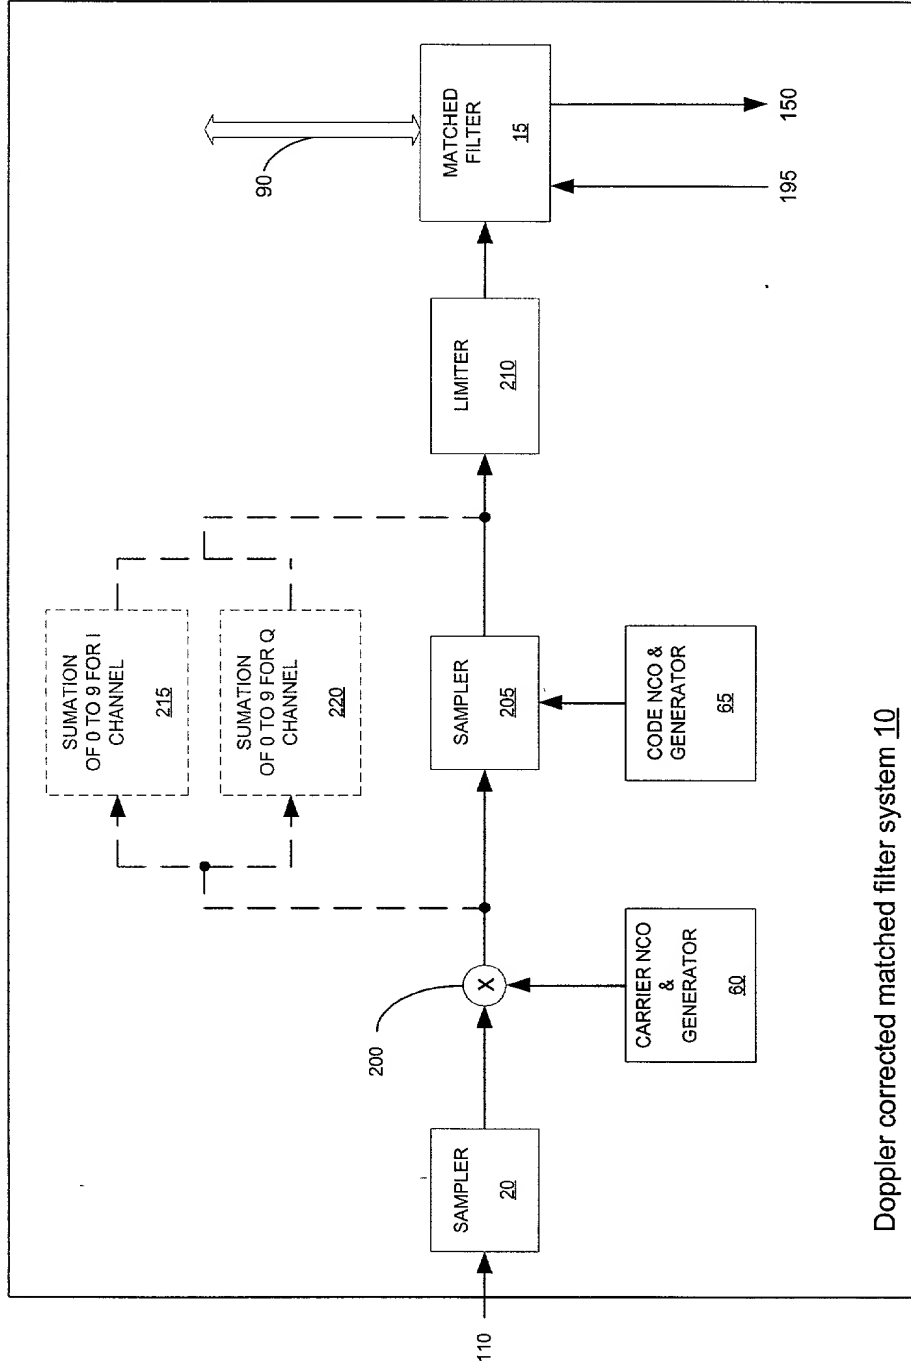 110
SAMPLER
20
200
X
CARRIER NCO
&
GENERATOR
60
SUMATION
OF 0 TO 9 FOR I
CHANNEL
215
SUMATION
OF 0 TO 9 FOR Q
CHANNEL
220
SAMPLER
205
CODE NCO &
GENERATOR
65
LIMITER
210
90
MATCHED
FILTER
15
195
150
Doppler corrected matched filter system 10